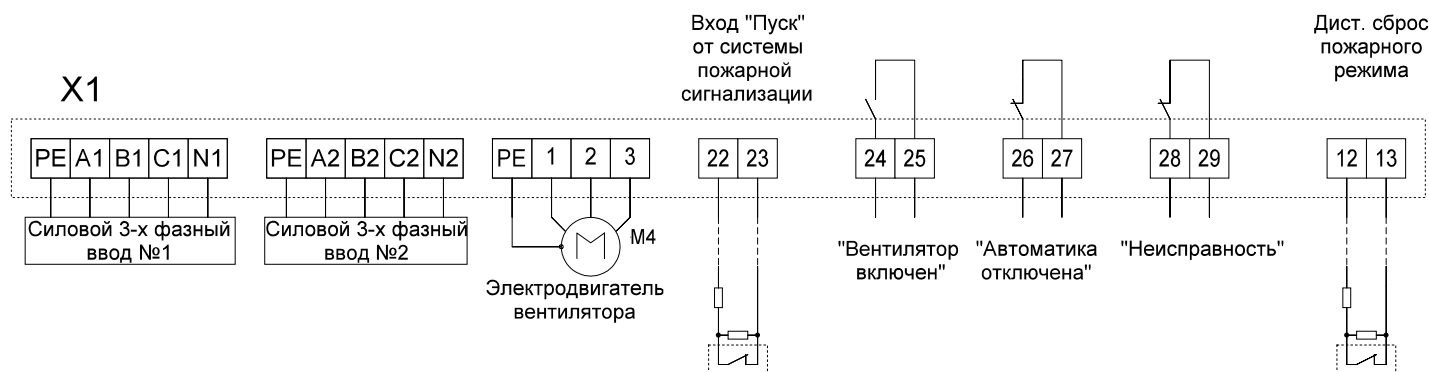 Вход "Пуск"
от системы
пожарной
сигнализации
Дист. сброс
пожарного
режима
X1
PE A1 B1 C1 N1
PE A2 B2 C2 N2
PE 1 2 3
22 23
24 25
26 27
28 29
12 13
Силовой 3-х фазный
ввод №1
Силовой 3-х фазный
ввод №2
M
М4
Электродвигатель
вентилятора
"Вентилятор
включен"
"Автоматика
отключена"
"Неисправность"